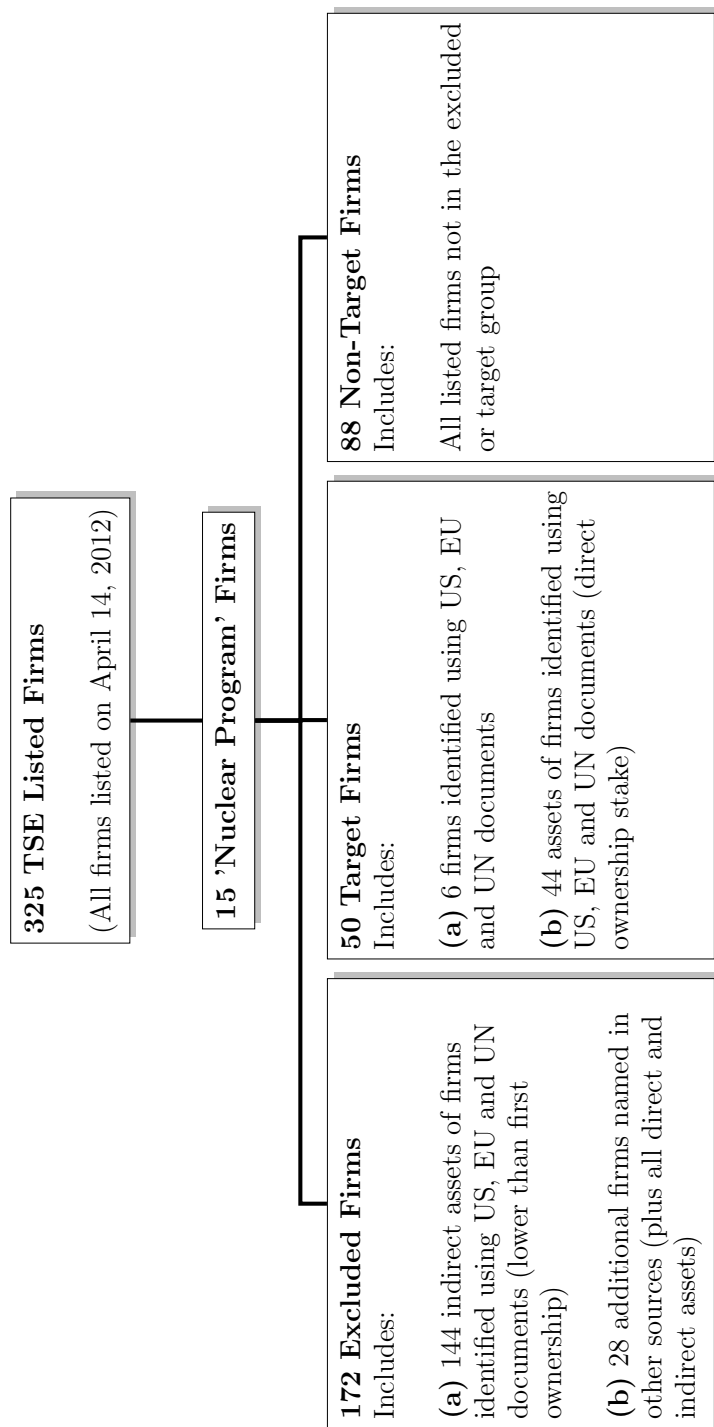 325 TSE Listed Firms
(All firms listed on April 14, 2012)
15 'Nuclear Program' Firms
172 Excluded Firms
Includes:
(a) 144 indirect assets of firms
identified using US, EU and UN
documents (lower than first
ownership)
(b) 28 additional firms named in
other sources (plus all direct and
indirect assets)
50 Target Firms
Includes:
(a) 6 firms identified using US, EU
and UN documents
(b) 44 assets of firms identified using
US, EU and UN documents (direct
ownership stake)
88 Non-Target Firms
Includes:
All listed firms not in the excluded
or target group